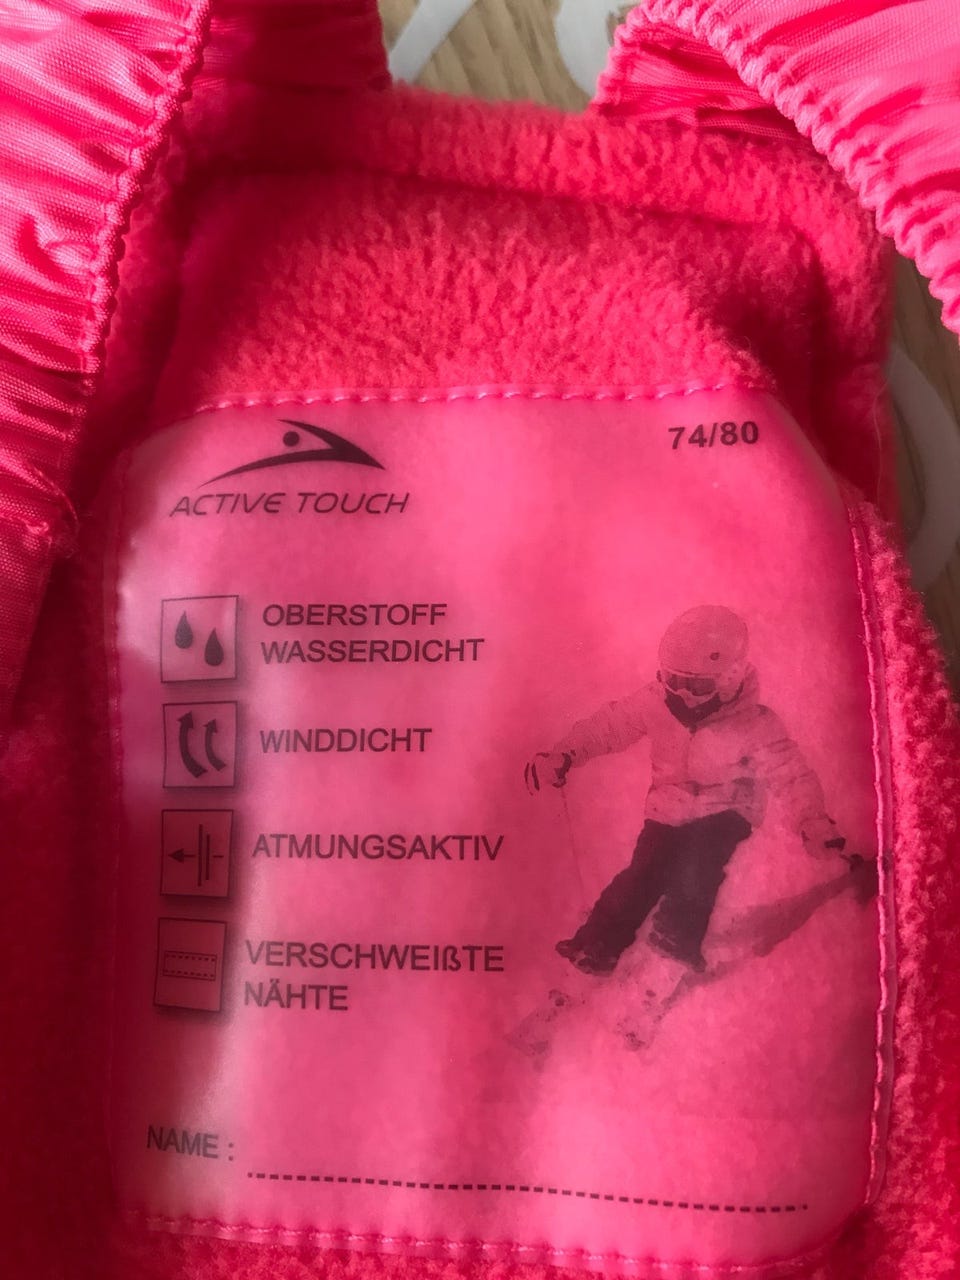 ACTIVE TOUCH
74/80
OBERSTOFF
WASSERDICHT
WINDDICHT
ATMUNGSAKTIV
VERSCHWEIßTE
NÄHTE
NAME :